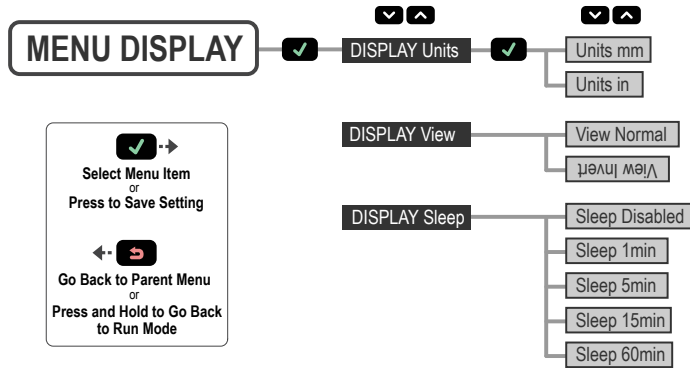 MENU DISPLAY
DISPLAY Units
Units mm
Units in
DISPLAY View
View Normal
View Invert
DISPLAY Sleep
Sleep Disabled
Sleep 1min
Sleep 5min
Sleep 15min
Sleep 60min
Select Menu Item
or
Press to Save Setting
Go Back to Parent Menu
or
Press and Hold to Go Back
to Run Mode